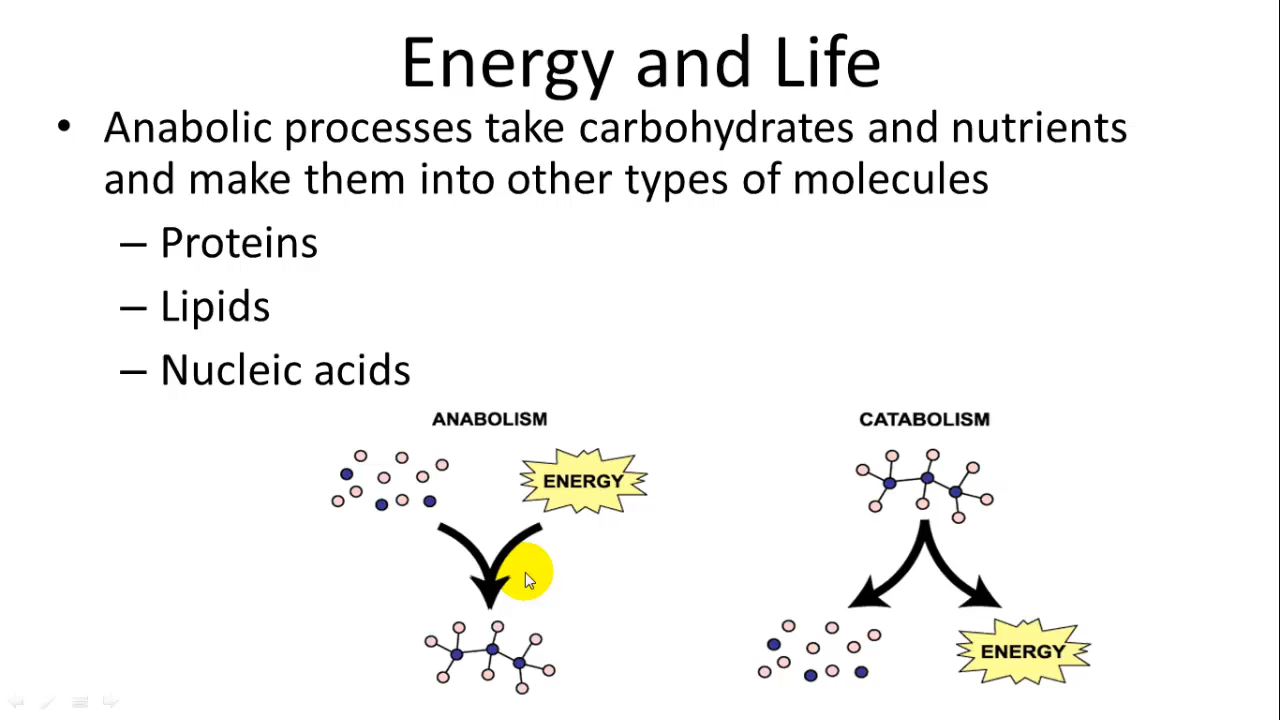 Energy and Life
• Anabolic processes take carbohydrates and nutrients
and make them into other types of molecules
– Proteins
– Lipids
– Nucleic acids
ANABOLISM
CATABOLISM
ENERGY
ENERGY